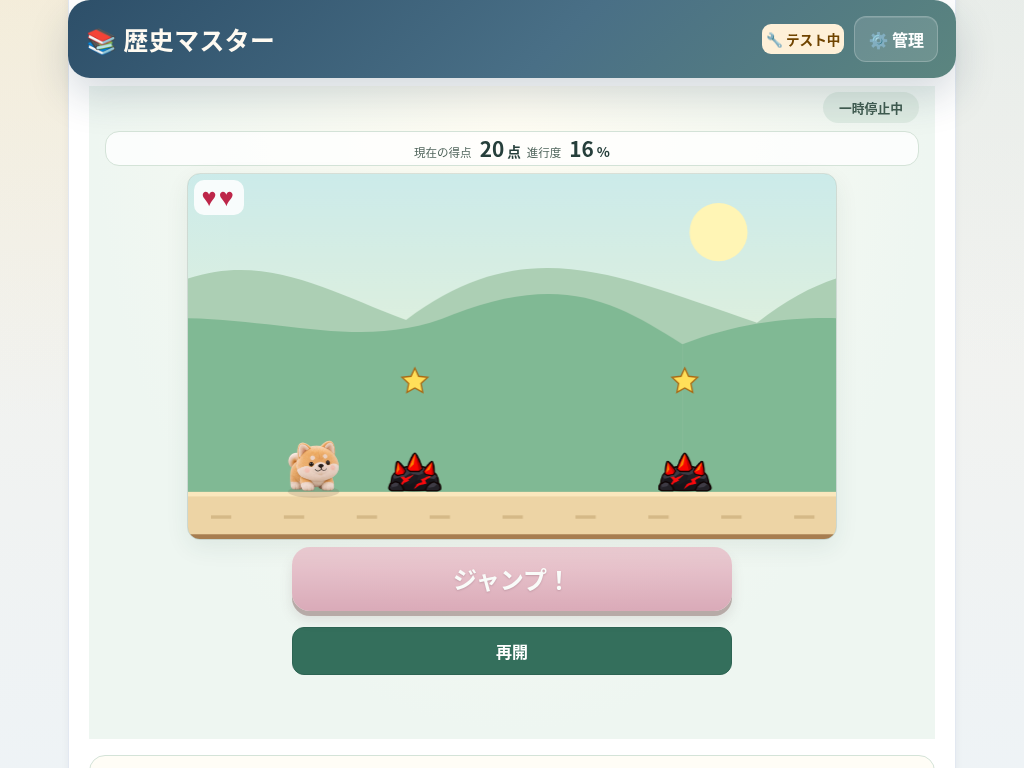 📚 歴史マスター
🔧 テスト中
⚙️ 管理
一時停止中
現在の得点 20 点 進行度 16 %
♥♥
ジャンプ！
再開